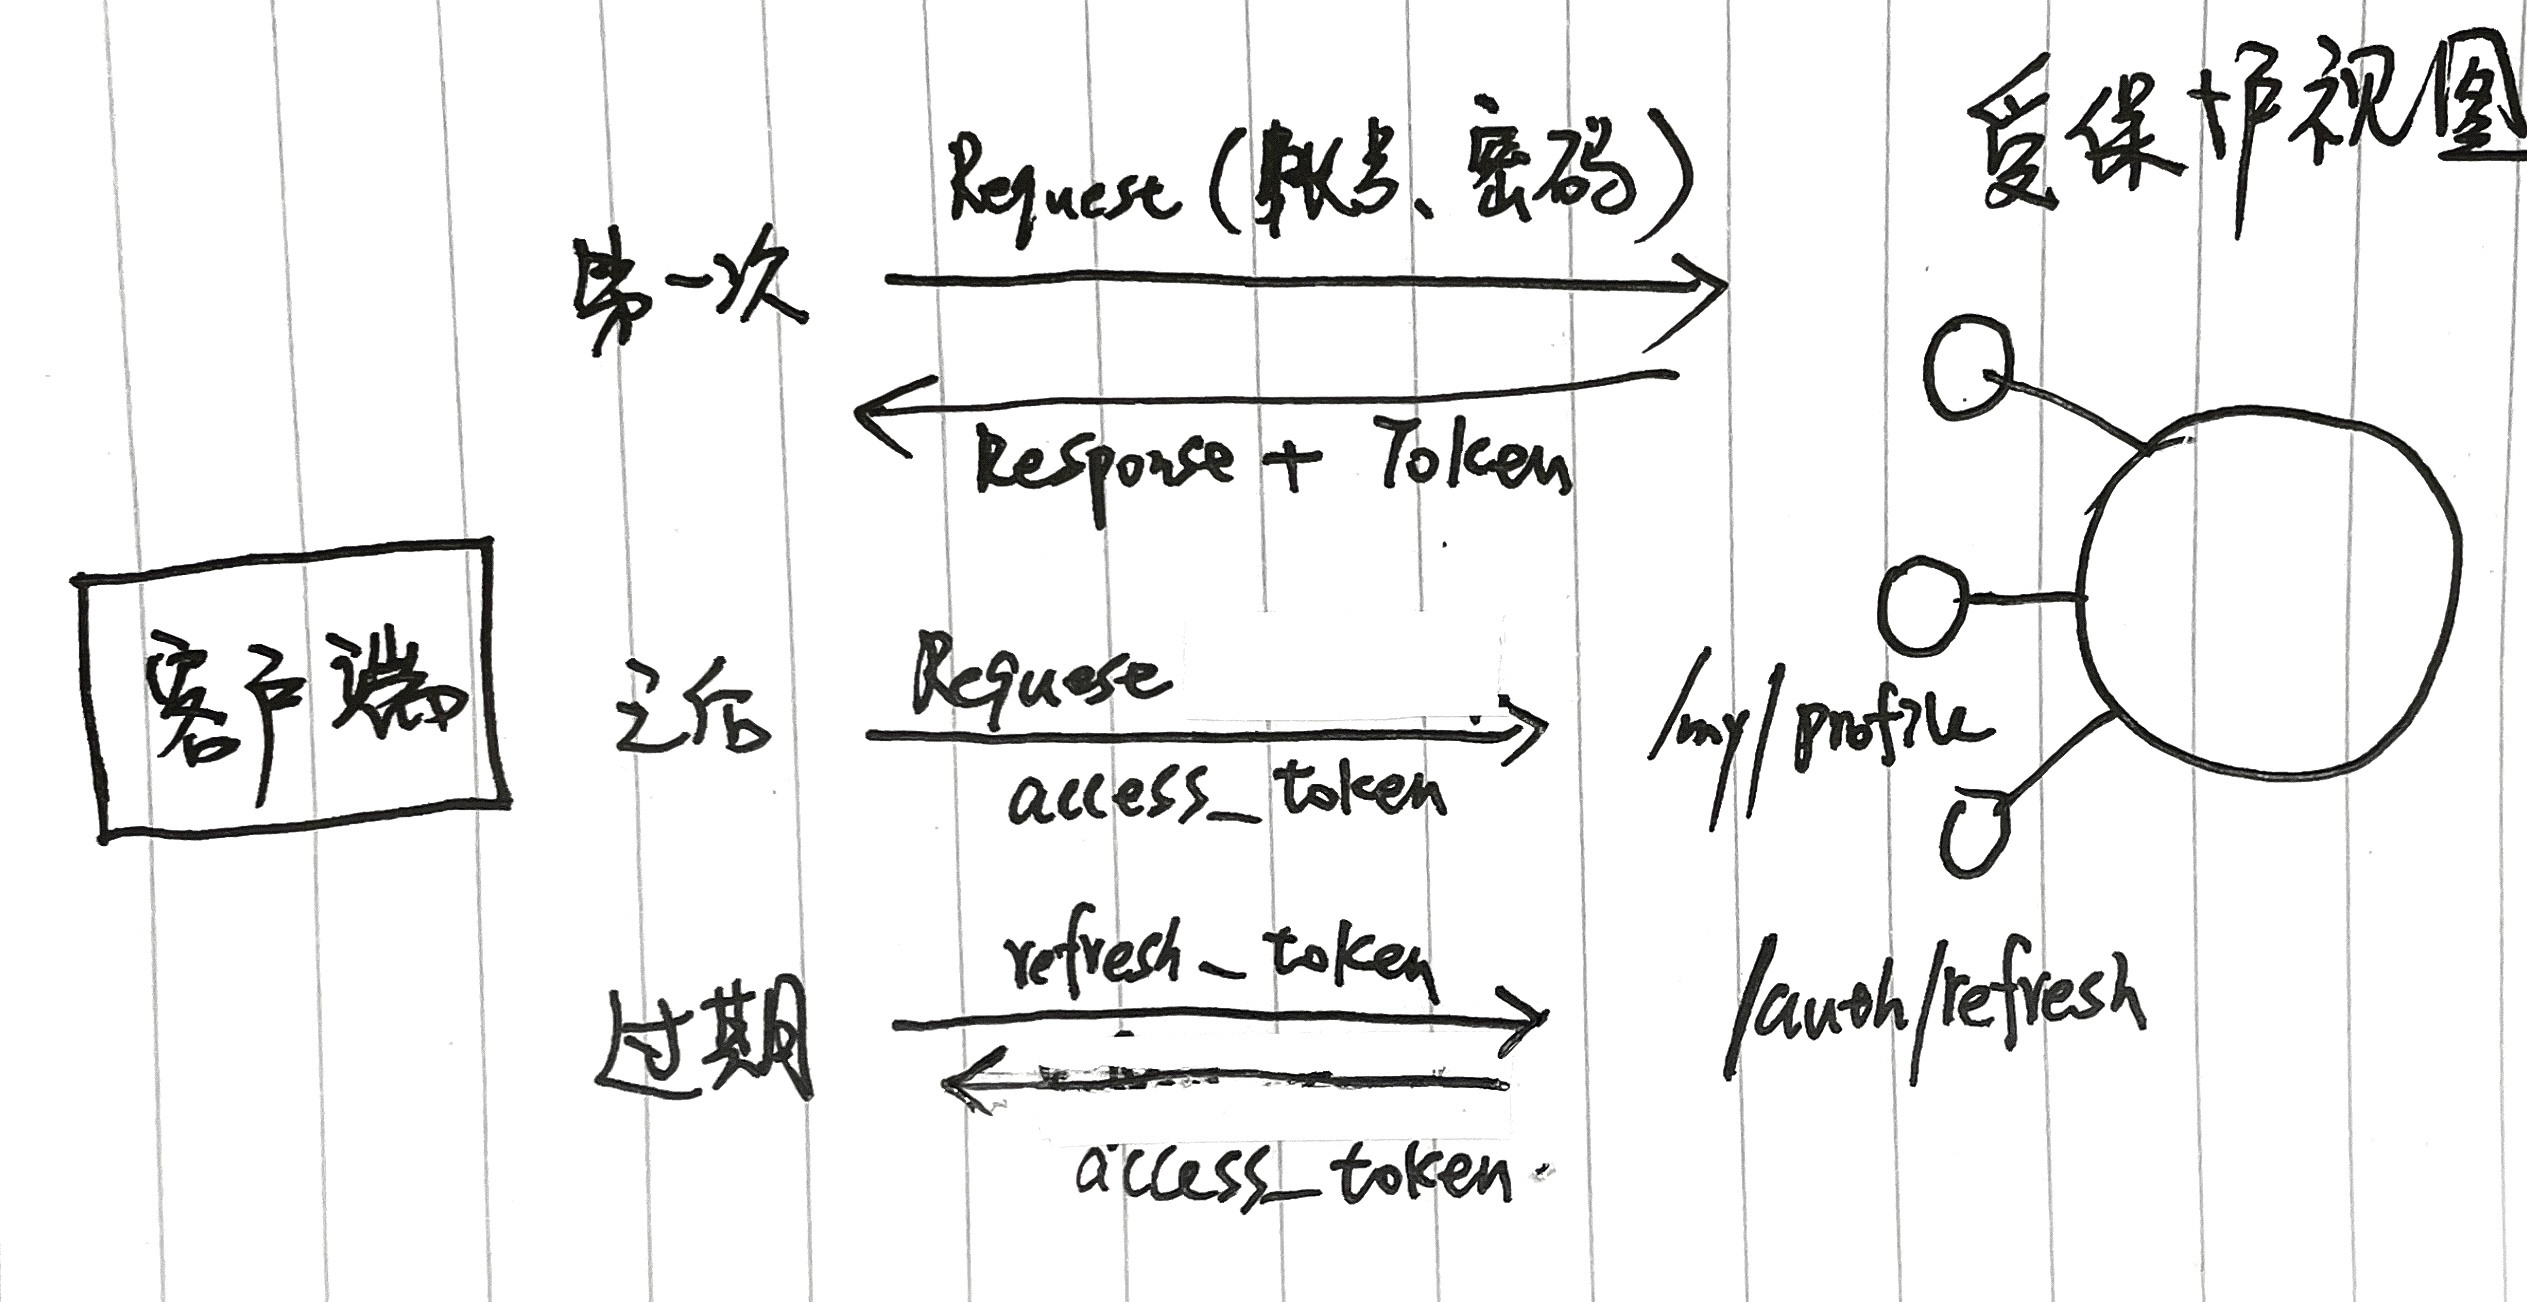 受保护视图
Request (账号、密码)
第一次
Response + Token
客户端
之后
Request
access_token
/my/profile
过期
refresh_token
/auth/refresh
access_token